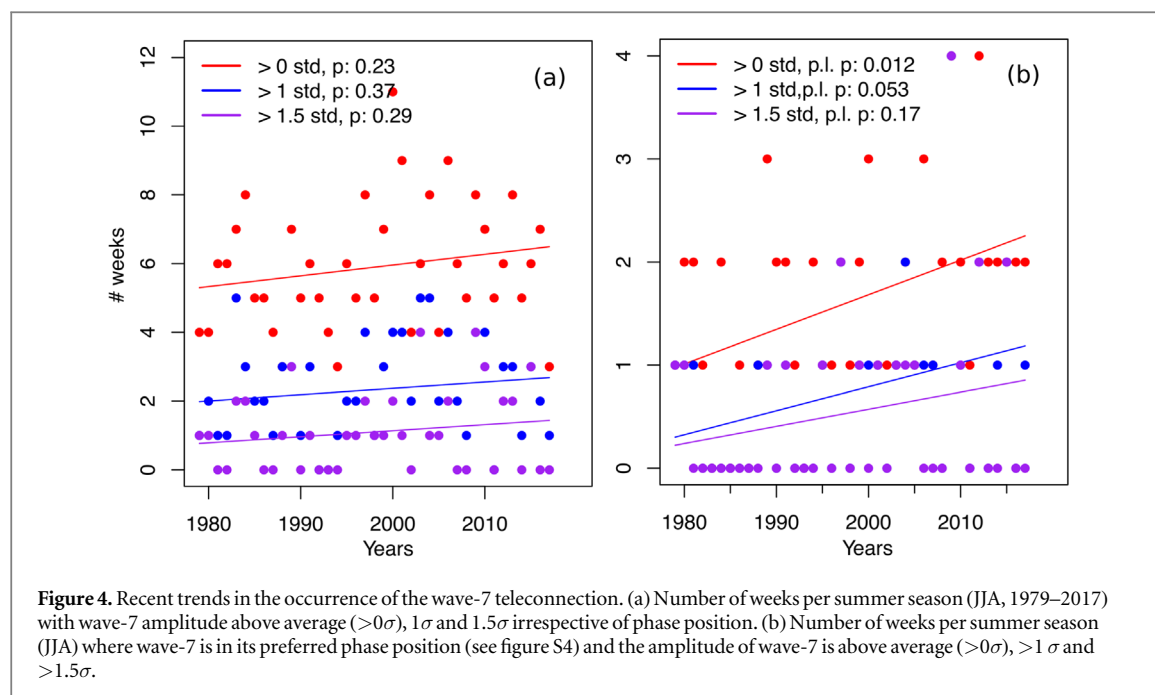 12
10
8
6
4
2
0
# weeks
> 0 std, p: 0.23
> 1 std, p: 0.37
> 1.5 std, p: 0.29
(a)
1980
1990
2000
2010
Years
4
3
2
1
0
> 0 std, p.l. p: 0.012
> 1 std,p.l. p: 0.053
> 1.5 std, p.l. p: 0.17
(b)
1980
1990
2000
2010
Years
Figure 4. Recent trends in the occurrence of the wave-7 teleconnection. (a) Number of weeks per summer season (JJA, 1979–2017)
with wave-7 amplitude above average (>0σ), 1σ and 1.5σ irrespective of phase position. (b) Number of weeks per summer season
(JJA) where wave-7 is in its preferred phase position (see figure S4) and the amplitude of wave-7 is above average (>0σ), >1 σ and
>1.5σ.